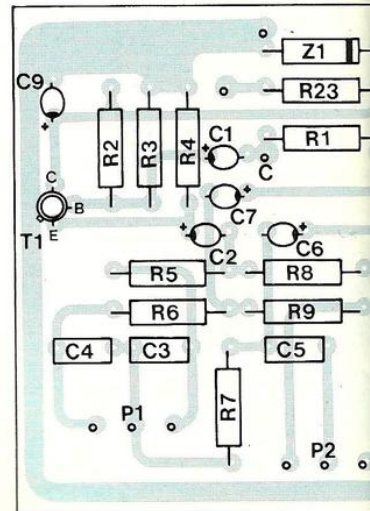 Z1
C9
R23
R2
R3
R4
C1
R1
+
+
C
C
B
+
C7
T1
E
+
+
C2
C6
R5
R8
R6
R9
C4
C3
C5
P1
R7
P2